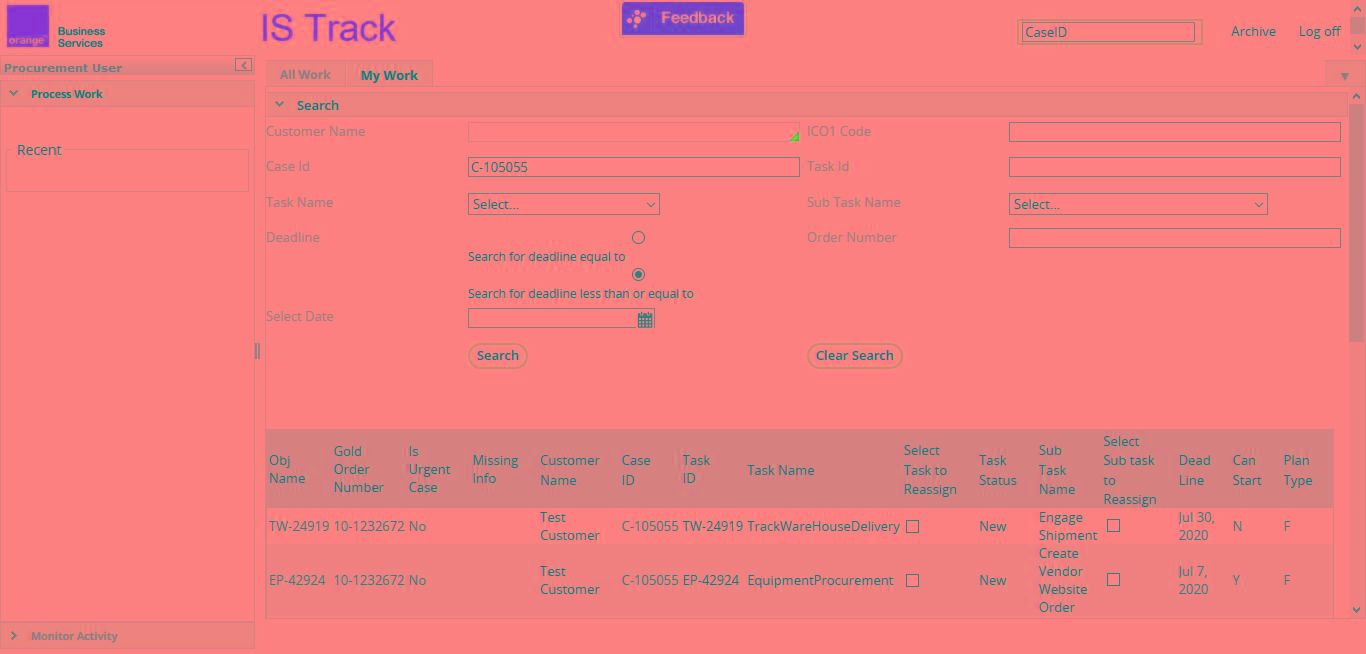 orange™
Business
Services
IS Track
Feedback
CaseID
Archive
Log off
Procurement User
Process Work
Recent
Monitor Activity
All Work
My Work
Search
Customer Name
ICO1 Code
Case Id
C-105055
Task Id
Task Name
Select...
Sub Task Name
Select...
Deadline
Search for deadline equal to
Search for deadline less than or equal to
Order Number
Select Date
Search
Clear Search
Obj Name
Gold Order Number
Is Urgent Case
Missing Info
Customer Name
Case ID
Task ID
Task Name
Select Task to Reassign
Task Status
Sub Task Name
Select Sub task to Reassign
Dead Line
Can Start
Plan Type
TW-24919 10-1232672 No Test Customer C-105055 TW-24919 TrackWareHouseDelivery New Engage Shipment Jul 30, 2020 N F
EP-42924 10-1232672 No Test Customer C-105055 EP-42924 EquipmentProcurement New Create Vendor Website Order Jul 7, 2020 Y F